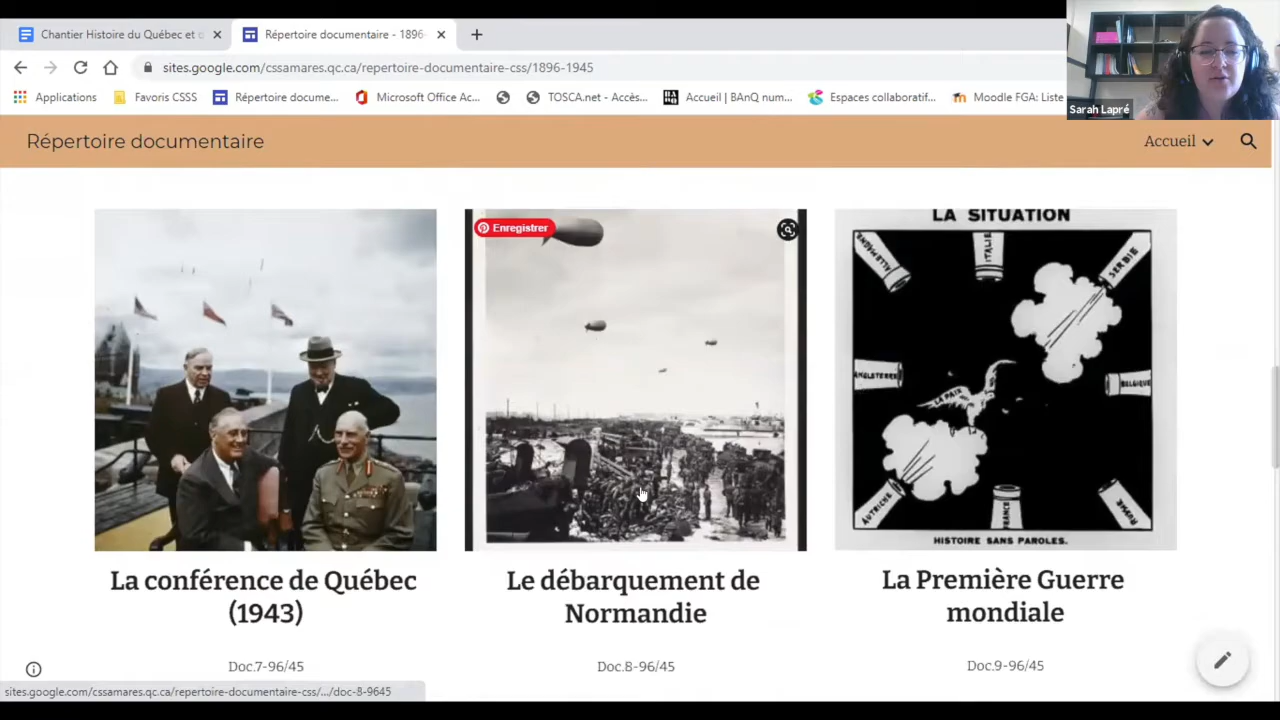 Chantier Histoire du Québec et d
Répertoire documentaire - 1896-
sites.google.com/cssamares.qc.ca/repertoire-documentaire-css/1896-1945
Applications
Favoris CSSS
Répertoire docume...
Microsoft Office Ac...
TOSCA.net - Accès...
Accueil | BAnQ num...
Espaces collaboratif...
Moodle FGA: Liste
Sarah Lapré
Répertoire documentaire
Accueil
Enregistrer
LA SITUATION
ALLEMAGNE
ITALIE
SERBIE
ANGLETERRE
LA PAIX
BELGIQUE
AUTRICHE
FRANCE
RUSSIE
HISTOIRE SANS PAROLES.
La conférence de Québec
(1943)
Le débarquement de
Normandie
La Première Guerre
mondiale
Doc.7-96/45
Doc.8-96/45
Doc.9-96/45
sites.google.com/cssamares.qc.ca/repertoire-documentaire-css/.../doc-8-9645